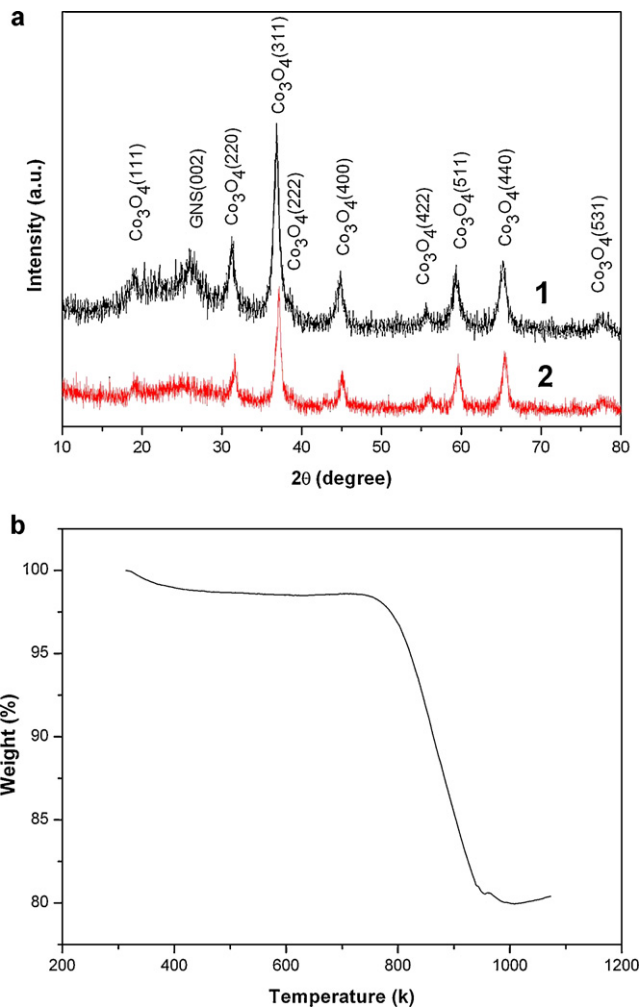 a
Intensity (a.u.)
Co3O4(111)
GNS(002)
Co3O4(220)
Co3O4(311)
Co3O4(222)
Co3O4(400)
Co3O4(422)
Co3O4(511)
Co3O4(440)
Co3O4(531)
1
2
10 20 30 40 50 60 70 80
2θ (degree)
b
Weight (%)
100
95
90
85
80
200 400 600 800 1000 1200
Temperature (k)